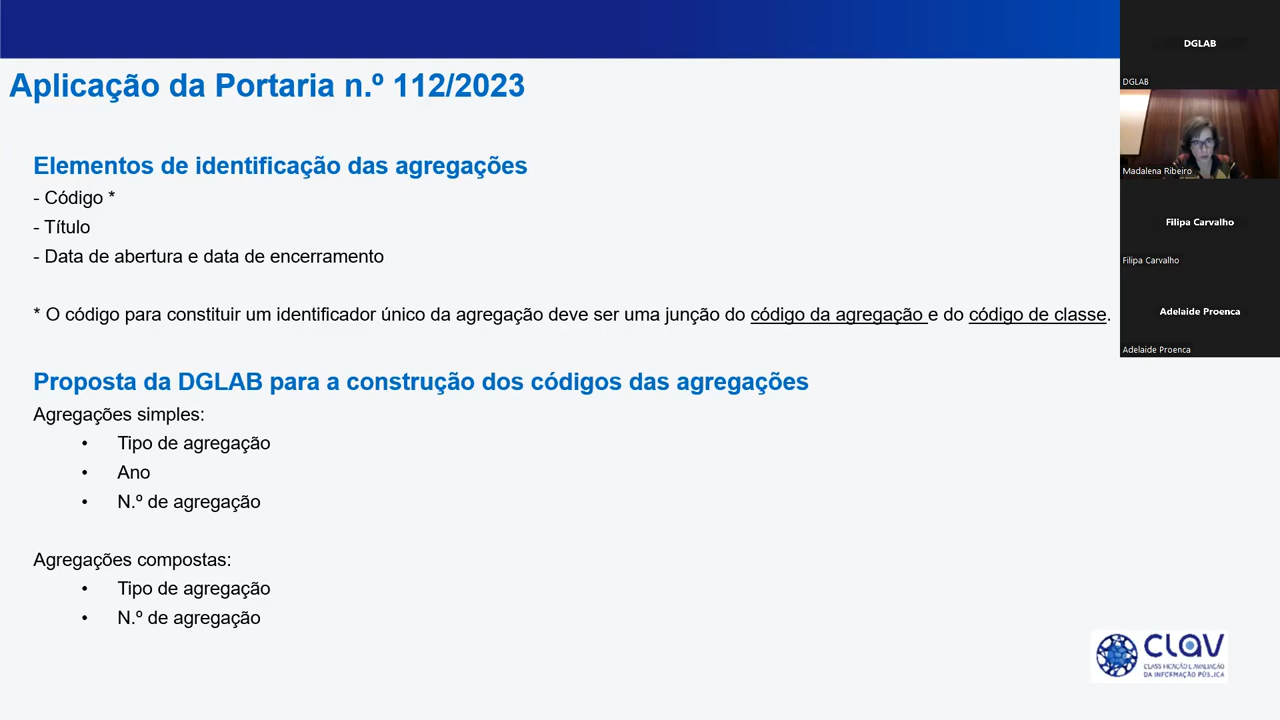 Aplicação da Portaria n.º 112/2023
Elementos de identificação das agregações
- Código *
- Título
- Data de abertura e data de encerramento
* O código para constituir um identificador único da agregação deve ser uma junção do código da agregação e do código de classe.
Proposta da DGLAB para a construção dos códigos das agregações
Agregações simples:
• Tipo de agregação
• Ano
• N.º de agregação
Agregações compostas:
• Tipo de agregação
• N.º de agregação
DGLAB
DGLAB
Madalena Ribeiro
Filipa Carvalho
Filipa Carvalho
Adelaide Proenca
Adelaide Proenca
CLAV
CLASSIFICAÇÃO E AVALIAÇÃO
DA INFORMAÇÃO PÚBLICA